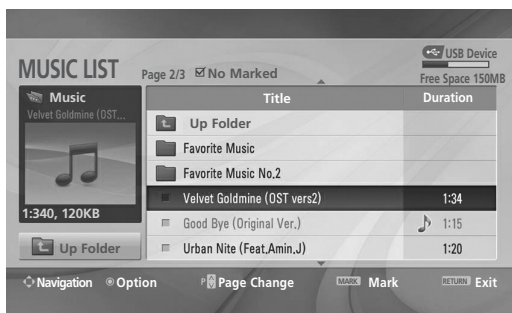 USB Device
MUSIC LIST
Page 2/3 No Marked
Free Space 150MB
Music
Velvet Goldmine (OST...
1:340, 120KB
Up Folder
Title Duration
Up Folder
Favorite Music
Favorite Music No.2
Velvet Goldmine (OST vers2) 1:34
Good Bye (Original Ver.) 1:15
Urban Nite (Feat.Amin.J) 1:20
Navigation Option P Page Change MARK Mark RETURN Exit